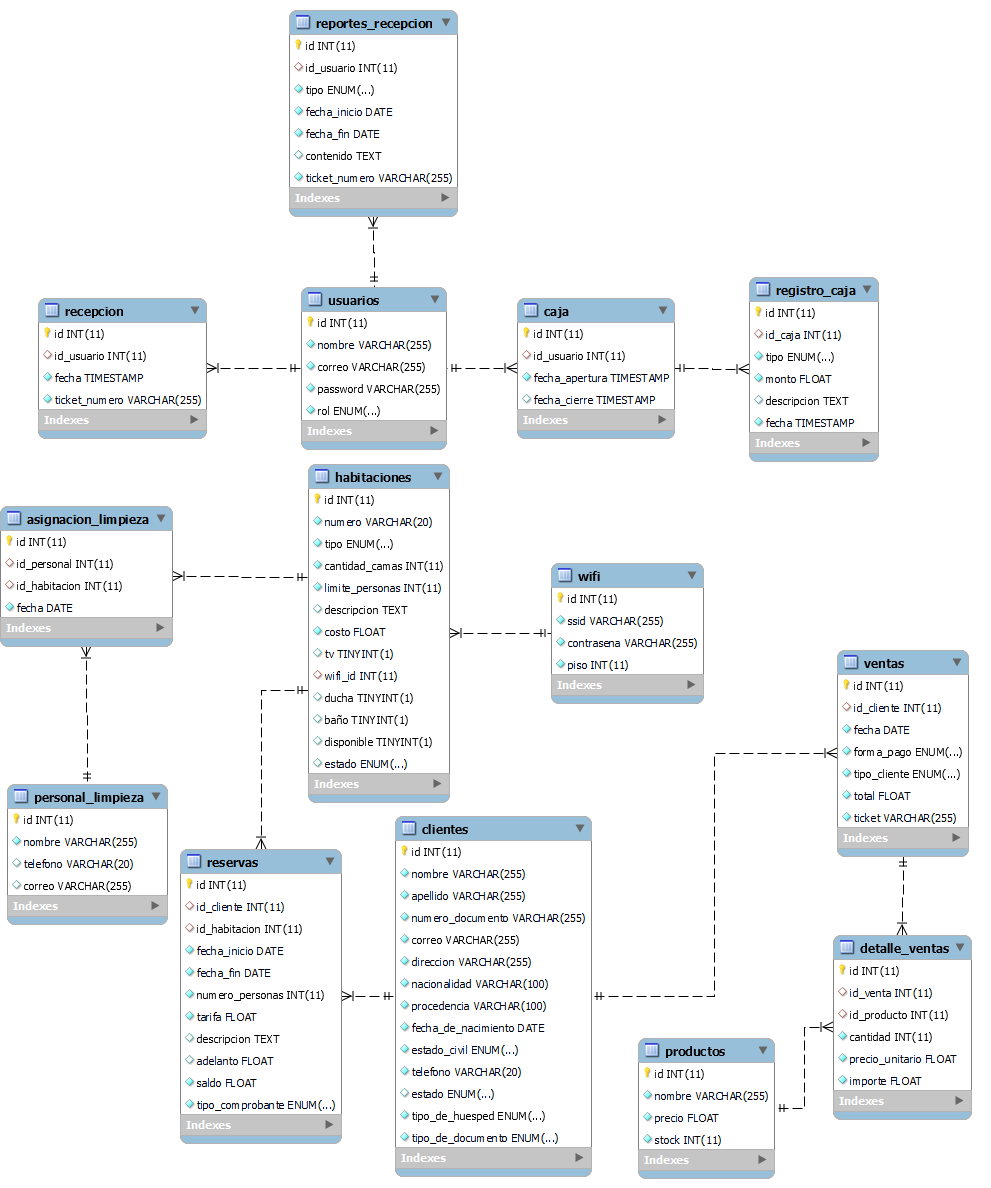 reportes_recepcion
id INT(11)
id_usuario INT(11)
tipo ENUM(...)
fecha_inicio DATE
fecha_fin DATE
contenido TEXT
ticket_numero VARCHAR(255)
Indexes
recepcion
id INT(11)
id_usuario INT(11)
fecha TIMESTAMP
ticket_numero VARCHAR(255)
Indexes
usuarios
id INT(11)
nombre VARCHAR(255)
correo VARCHAR(255)
password VARCHAR(255)
rol ENUM(...)
Indexes
caja
id INT(11)
id_usuario INT(11)
fecha_apertura TIMESTAMP
fecha_cierre TIMESTAMP
Indexes
registro_caja
id INT(11)
id_caja INT(11)
tipo ENUM(...)
monto FLOAT
descripcion TEXT
fecha TIMESTAMP
Indexes
asignacion_limpieza
id INT(11)
id_personal INT(11)
id_habitacion INT(11)
fecha DATE
Indexes
habitaciones
id INT(11)
numero VARCHAR(20)
tipo ENUM(...)
cantidad_camas INT(11)
limite_personas INT(11)
descripcion TEXT
costo FLOAT
tv TINYINT(1)
wifi_id INT(11)
ducha TINYINT(1)
baño TINYINT(1)
disponible TINYINT(1)
estado ENUM(...)
Indexes
wifi
id INT(11)
ssid VARCHAR(255)
contrasena VARCHAR(255)
piso INT(11)
Indexes
ventas
id INT(11)
id_cliente INT(11)
fecha DATE
forma_pago ENUM(...)
tipo_cliente ENUM(...)
total FLOAT
ticket VARCHAR(255)
Indexes
personal_limpieza
id INT(11)
nombre VARCHAR(255)
telefono VARCHAR(20)
correo VARCHAR(255)
Indexes
reservas
id INT(11)
id_cliente INT(11)
id_habitacion INT(11)
fecha_inicio DATE
fecha_fin DATE
numero_personas INT(11)
tarifa FLOAT
descripcion TEXT
adelanto FLOAT
saldo FLOAT
tipo_comprobante ENUM(...)
Indexes
clientes
id INT(11)
nombre VARCHAR(255)
apellido VARCHAR(255)
numero_documento VARCHAR(255)
correo VARCHAR(255)
direccion VARCHAR(255)
nacionalidad VARCHAR(100)
procedencia VARCHAR(100)
fecha_de_nacimiento DATE
estado_civil ENUM(...)
telefono VARCHAR(20)
estado ENUM(...)
tipo_de_huesped ENUM(...)
tipo_de_documento ENUM(...)
Indexes
detalle_ventas
id INT(11)
id_venta INT(11)
id_producto INT(11)
cantidad INT(11)
precio_unitario FLOAT
importe FLOAT
Indexes
productos
id INT(11)
nombre VARCHAR(255)
precio FLOAT
stock INT(11)
Indexes